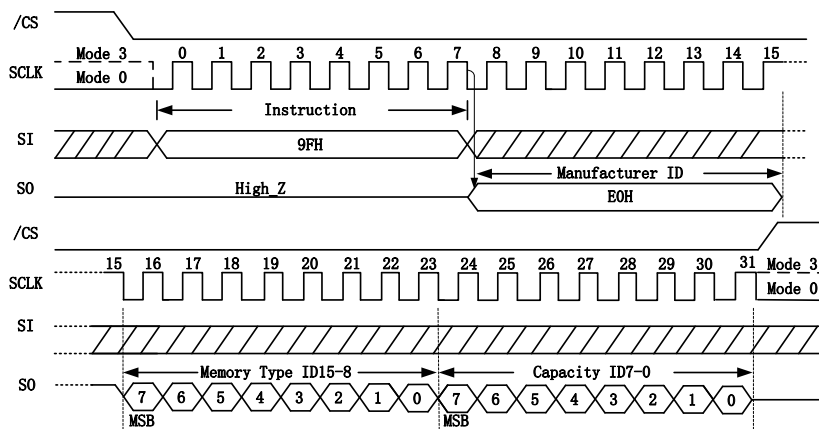 /CS
Mode 3 0 1 2 3 4 5 6 7 8 9 10 11 12 13 14 15
SCLK
Mode 0
Instruction
SI 9FH
Manufacturer ID
SO High_Z E0H
/CS
15 16 17 18 19 20 21 22 23 24 25 26 27 28 29 30 31 Mode 3
SCLK Mode 0
SI
Memory Type ID15-8 Capacity ID7-0
SO 7 6 5 4 3 2 1 0 7 6 5 4 3 2 1 0
MSB MSB